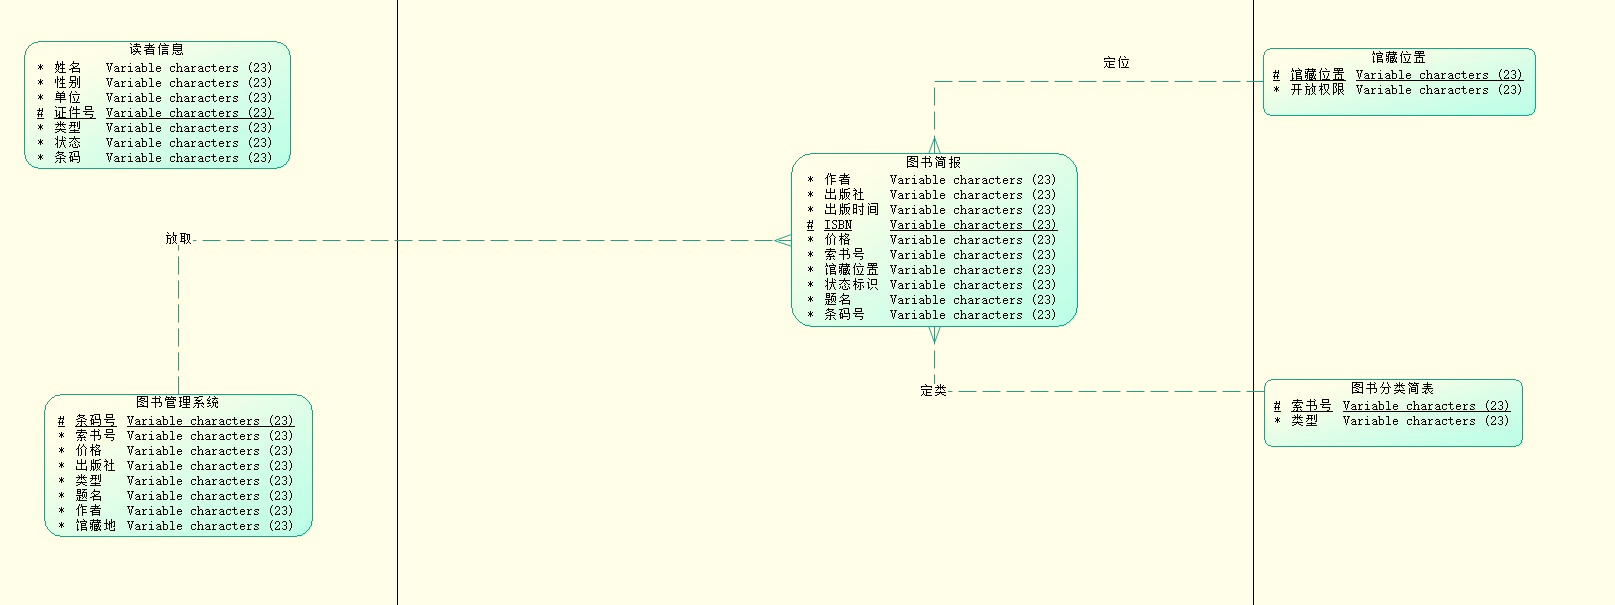 读者信息
* 姓名 Variable characters (23)
* 性别 Variable characters (23)
* 单位 Variable characters (23)
# 证件号 Variable characters (23)
* 类型 Variable characters (23)
* 状态 Variable characters (23)
* 条码 Variable characters (23)
放取
图书管理系统
# 条码号 Variable characters (23)
* 索书号 Variable characters (23)
* 价格 Variable characters (23)
* 出版社 Variable characters (23)
* 类型 Variable characters (23)
* 题名 Variable characters (23)
* 作者 Variable characters (23)
* 馆藏地 Variable characters (23)
定位
图书简报
* 作者 Variable characters (23)
* 出版社 Variable characters (23)
* 出版时间 Variable characters (23)
# ISBN Variable characters (23)
* 价格 Variable characters (23)
* 索书号 Variable characters (23)
* 馆藏位置 Variable characters (23)
* 状态标识 Variable characters (23)
* 题名 Variable characters (23)
* 条码号 Variable characters (23)
定类
馆藏位置
# 馆藏位置 Variable characters (23)
* 开放权限 Variable characters (23)
图书分类简表
# 索书号 Variable characters (23)
* 类型 Variable characters (23)